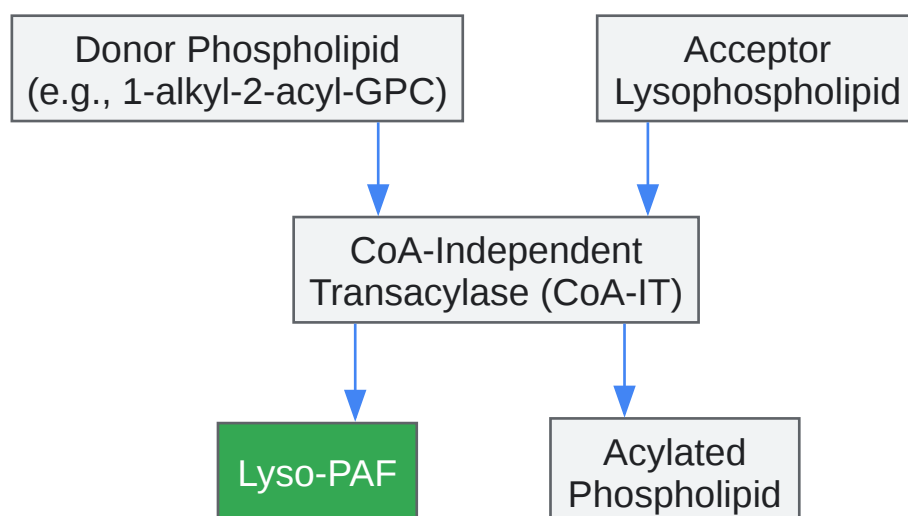 Donor Phospholipid
(e.g., 1-alkyl-2-acyl-GPC)
Acceptor
Lysophospholipid
CoA-Independent
Transacylase (CoA-IT)
Lyso-PAF
Acylated
Phospholipid